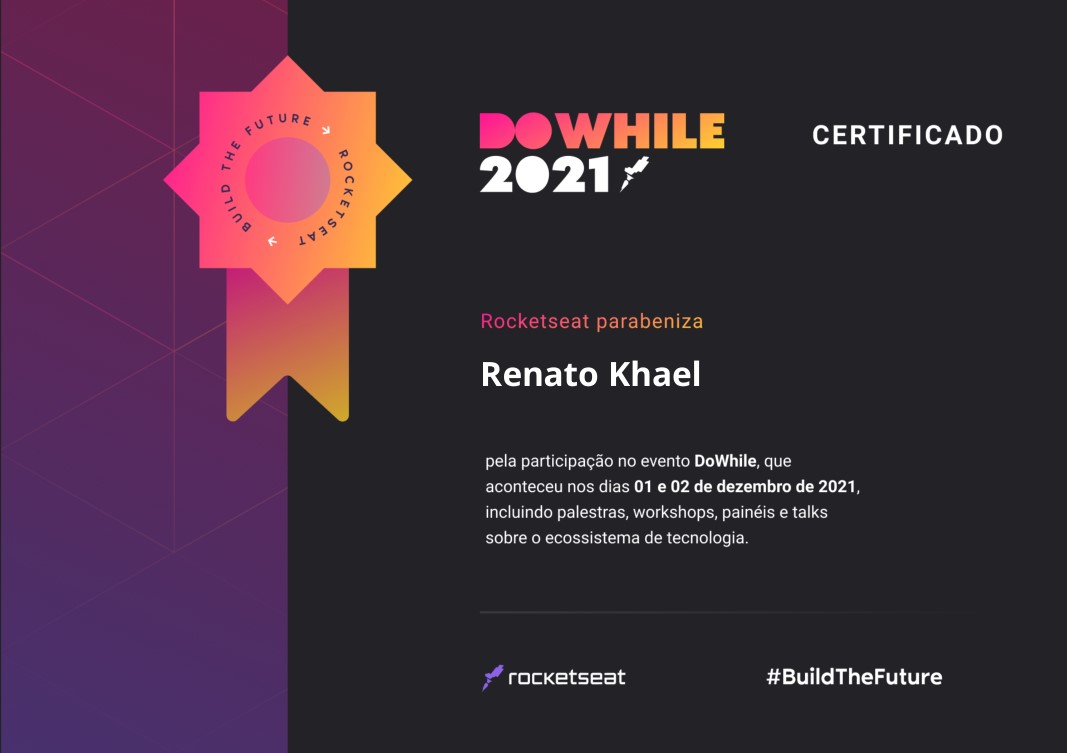 BUILD THE FUTURE → ROCKETSEAT ←
DOWHILE
2021
CERTIFICADO
Rocketseat parabeniza
Renato Khael
pela participação no evento DoWhile, que
aconteceu nos dias 01 e 02 de dezembro de 2021,
incluindo palestras, workshops, painéis e talks
sobre o ecossistema de tecnologia.
rocketseat
#BuildTheFuture